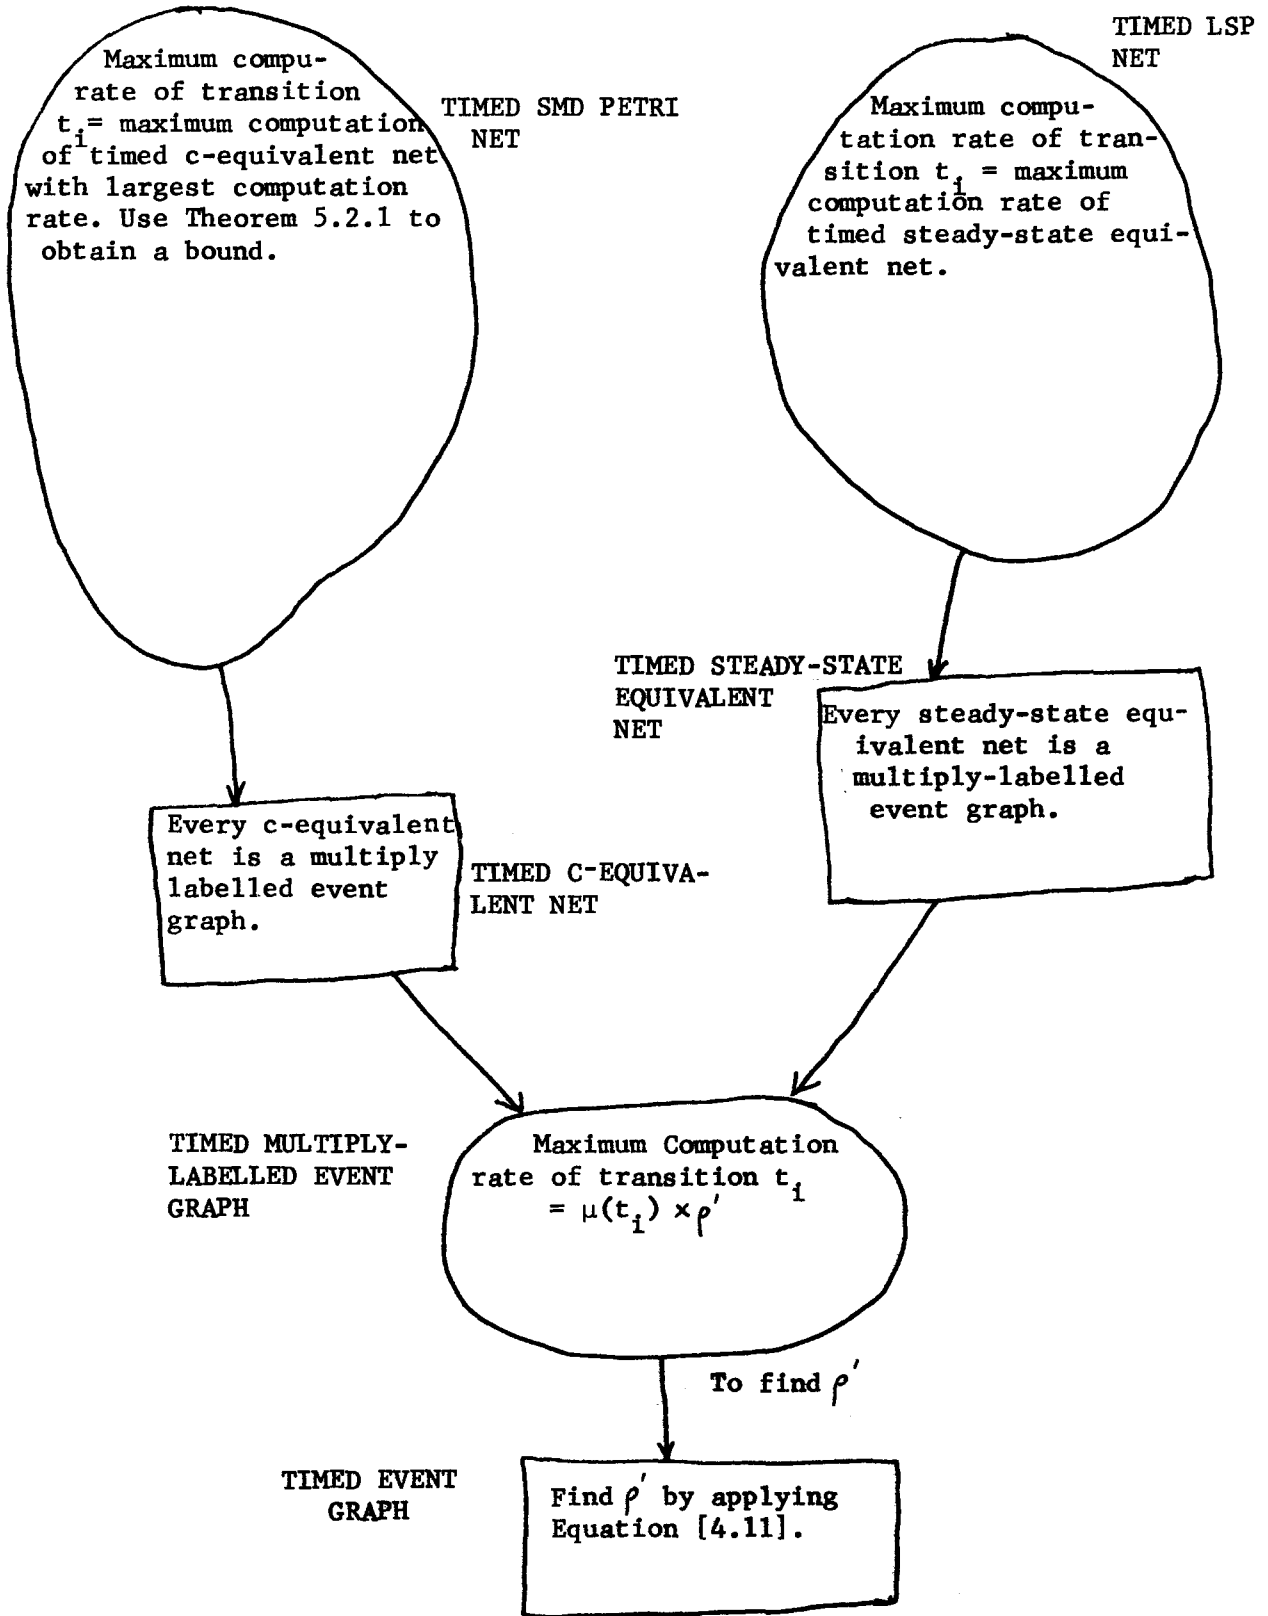 Maximum compu-
rate of transition
t_i = maximum computation
of timed c-equivalent net
with largest computation
rate. Use Theorem 5.2.1 to
obtain a bound.
TIMED SMD PETRI
NET
TIMED LSP
NET
Maximum compu-
tation rate of tran-
sition t_i = maximum
computation rate of
timed steady-state equi-
valent net.
TIMED STEADY-STATE
EQUIVALENT
NET
Every steady-state equ-
ivalent net is a
multiply-labelled
event graph.
Every c-equivalent
net is a multiply
labelled event
graph.
TIMED C-EQUIVA-
LENT NET
TIMED MULTIPLY-
LABELLED EVENT
GRAPH
Maximum Computation
rate of transition t_i
= μ(t_i) × ρ'
To find ρ'
TIMED EVENT
GRAPH
Find ρ' by applying
Equation [4.11].